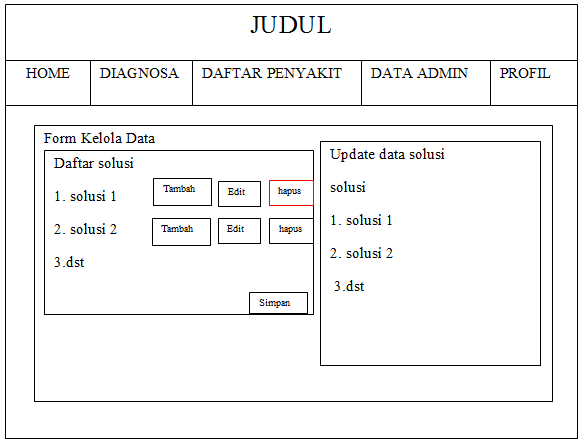 JUDUL
HOME DIAGNOSA DAFTAR PENYAKIT DATA ADMIN PROFIL
Form Kelola Data
Daftar solusi
1. solusi 1 Tambah Edit hapus
2. solusi 2 Tambah Edit hapus
3.dst
Simpan
Update data solusi
solusi
1. solusi 1
2. solusi 2
3.dst